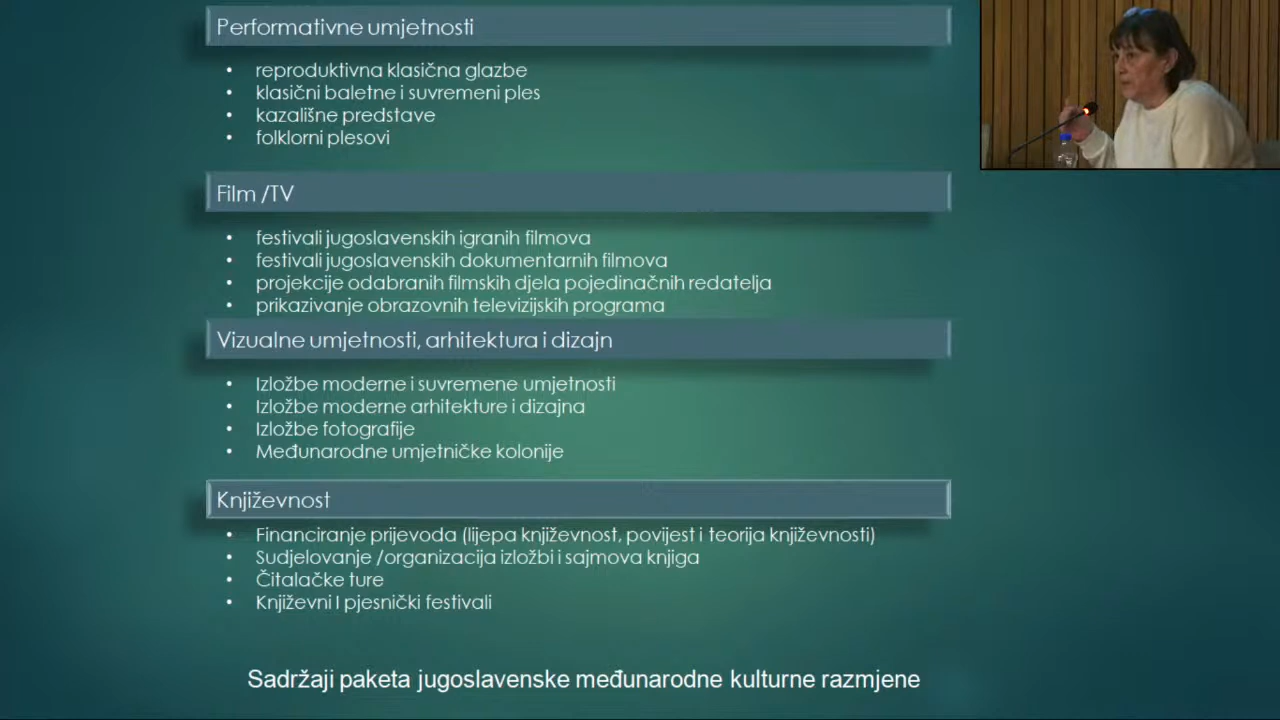 Performativne umjetnosti
• reproduktivna klasična glazbe
• klasični baletne i suvremeni ples
• kazališne predstave
• folklorni plesovi
Film /TV
• festivali jugoslavenskih igranih filmova
• festivali jugoslavenskih dokumentarnih filmova
• projekcije odabranih filmskih djela pojedinačnih redatelja
• prikazivanje obrazovnih televizijskih programa
Vizualne umjetnosti, arhitektura i dizajn
• Izložbe moderne i suvremene umjetnosti
• Izložbe moderne arhitekture i dizajna
• Izložbe fotografije
• Međunarodne umjetničke kolonije
Književnost
• Financiranje prijevoda (lijepa književnost, povijest i teorija književnosti)
• Sudjelovanje /organizacija izložbi i sajmova knjiga
• Čitalačke ture
• Književni I pjesnički festivali
Sadržaji paketa jugoslavenske međunarodne kulturne razmjene